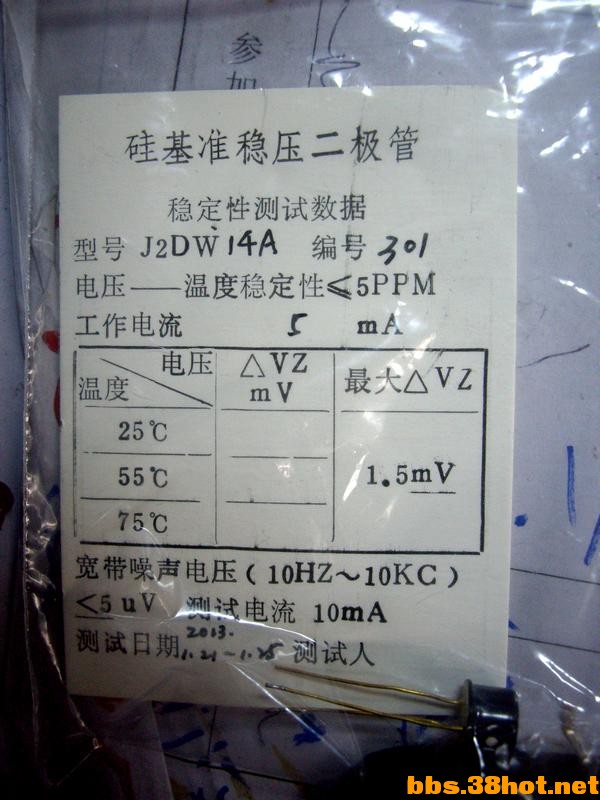 参
加
硅基准稳压二极管
稳定性测试数据
型号 J2DW14A 编号 301
电压——温度稳定性≤5PPM
工作电流 5 mA
电压 △VZ 最大△VZ
温度 mV
25℃
55℃ 1.5mV
75℃
宽带噪声电压(10HZ～10KC)
<5uV 测试电流 10mA
2013.
测试日期 1.21～1.25 测试人
bbs.38hot.net